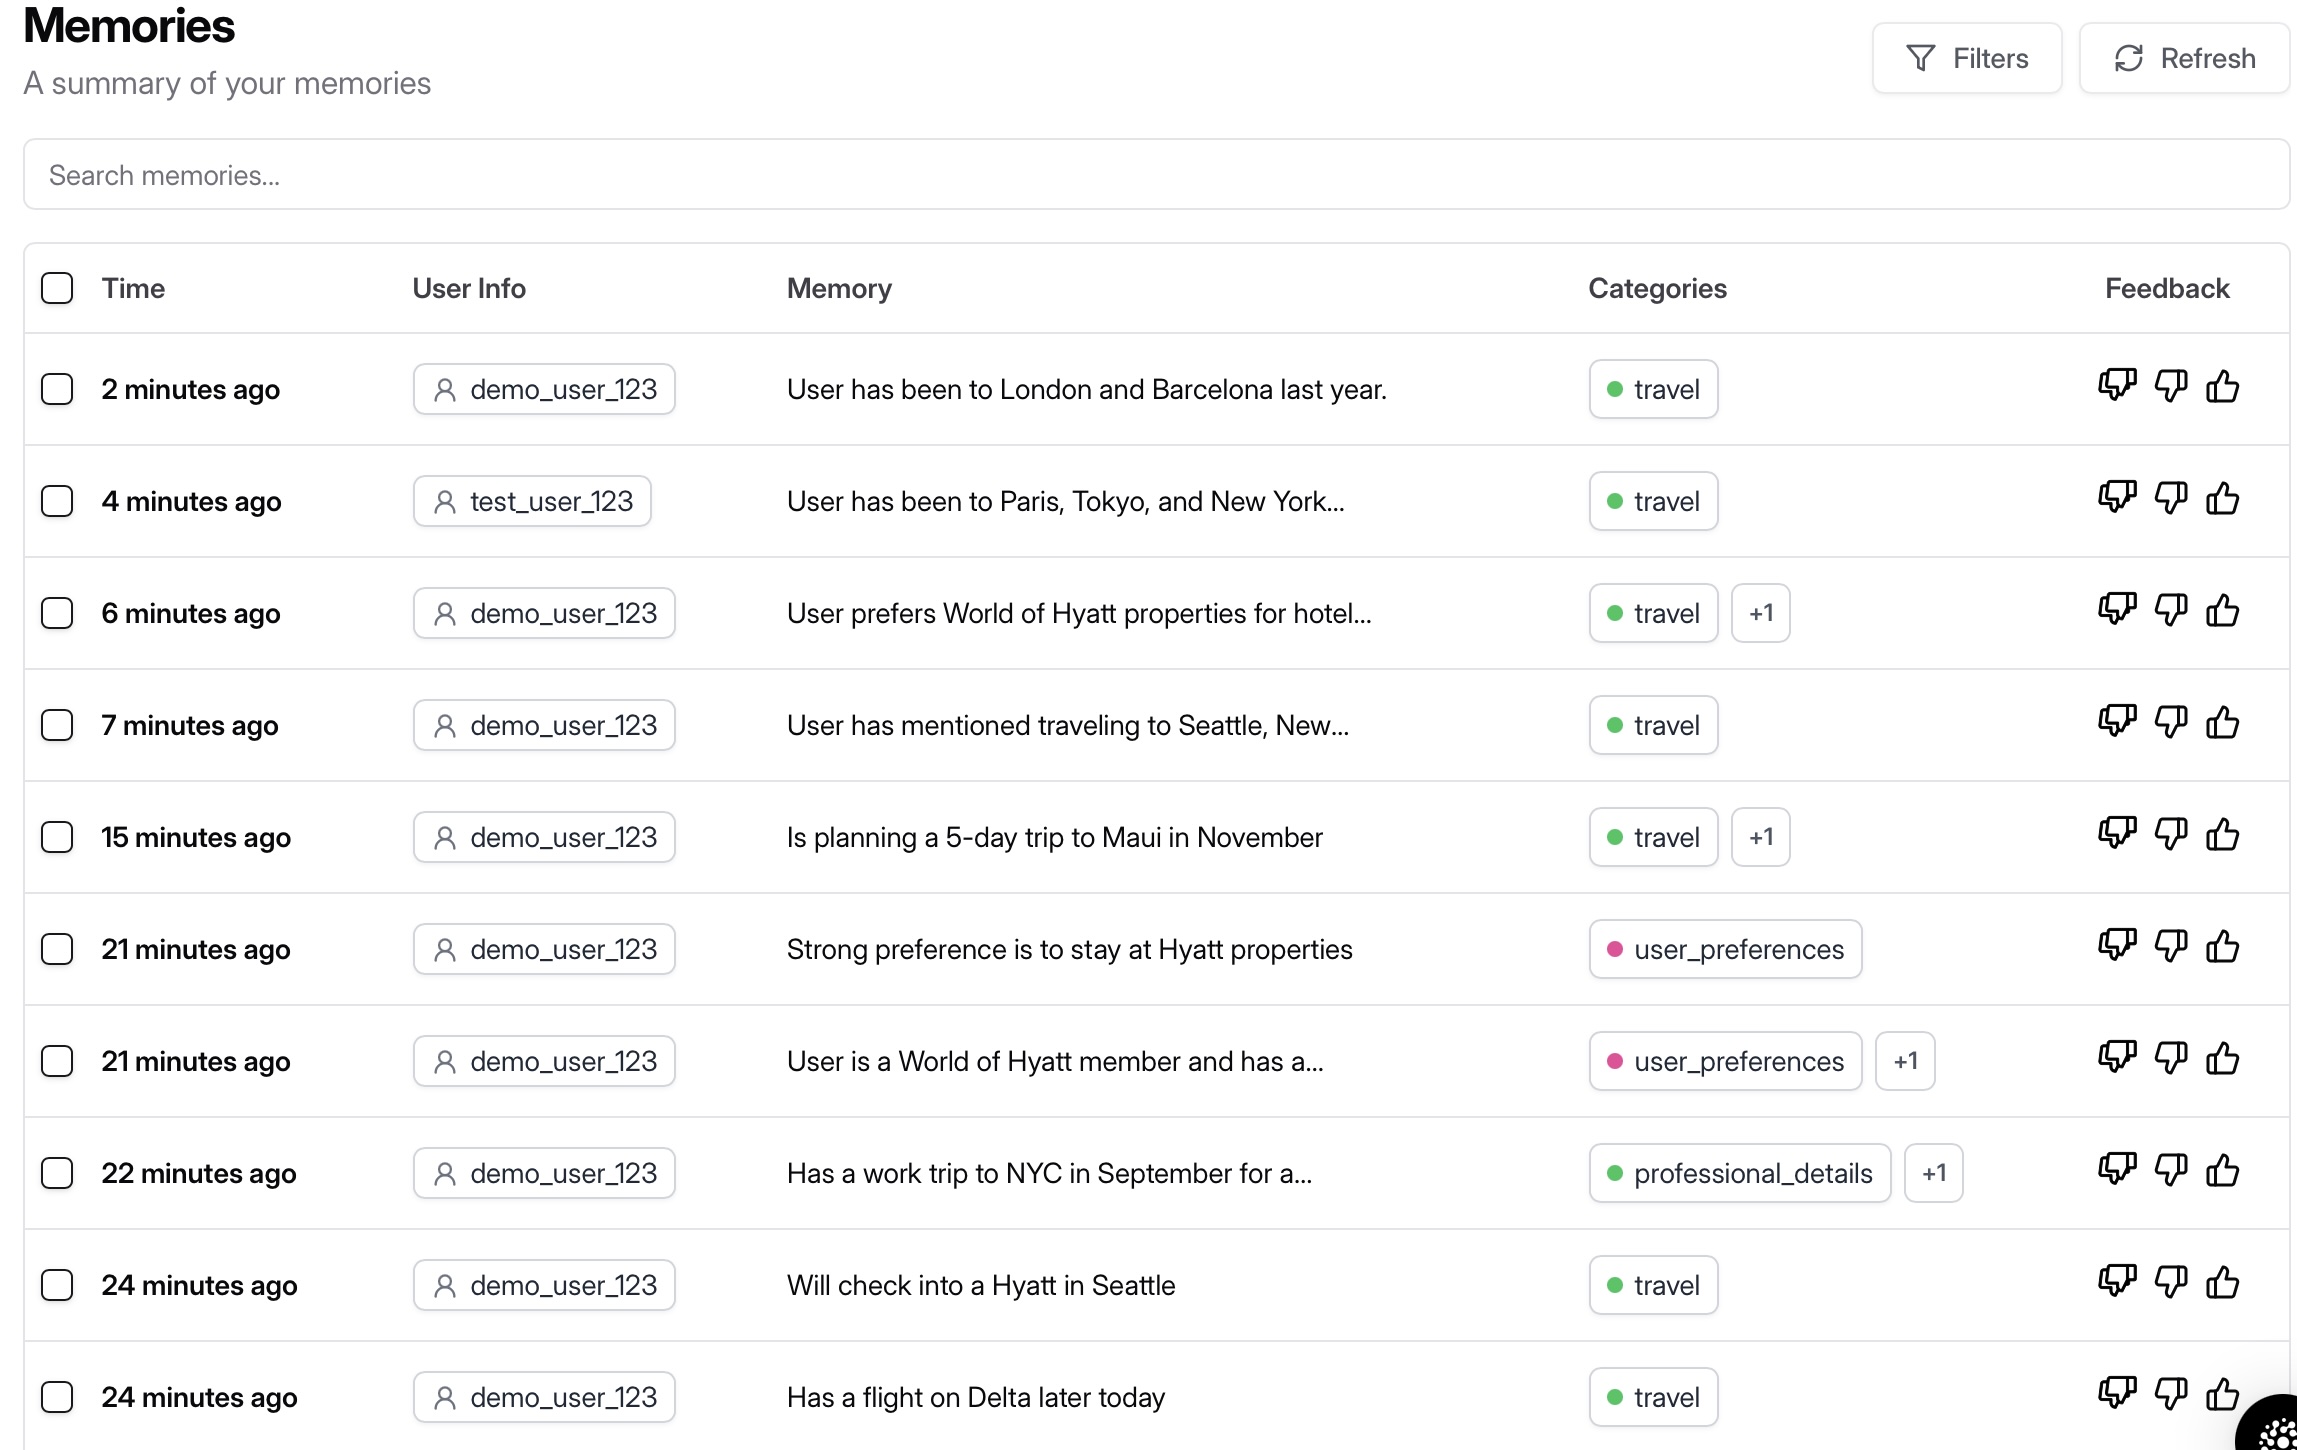 Memories
A summary of your memories
Filters
Refresh
Search memories...
Time User Info Memory Categories Feedback
2 minutes ago demo_user_123 User has been to London and Barcelona last year. travel
4 minutes ago test_user_123 User has been to Paris, Tokyo, and New York... travel
6 minutes ago demo_user_123 User prefers World of Hyatt properties for hotel... travel +1
7 minutes ago demo_user_123 User has mentioned traveling to Seattle, New... travel
15 minutes ago demo_user_123 Is planning a 5-day trip to Maui in November travel +1
21 minutes ago demo_user_123 Strong preference is to stay at Hyatt properties user_preferences
21 minutes ago demo_user_123 User is a World of Hyatt member and has a... user_preferences +1
22 minutes ago demo_user_123 Has a work trip to NYC in September for a... professional_details +1
24 minutes ago demo_user_123 Will check into a Hyatt in Seattle travel
24 minutes ago demo_user_123 Has a flight on Delta later today travel